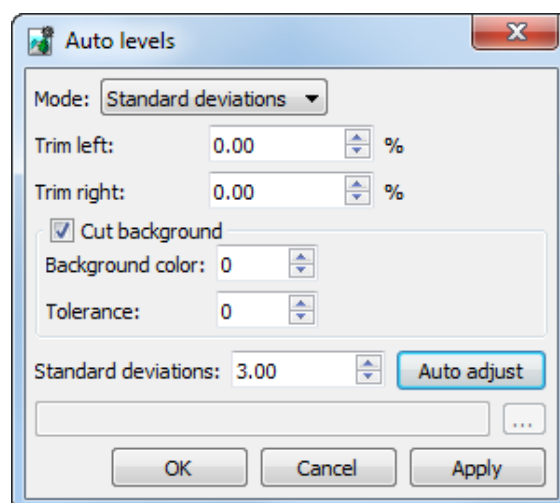 Auto levels
Mode: Standard deviations
Trim left: 0.00 %
Trim right: 0.00 %
Cut background
Background color: 0
Tolerance: 0
Standard deviations: 3.00 Auto adjust
...
OK Cancel Apply